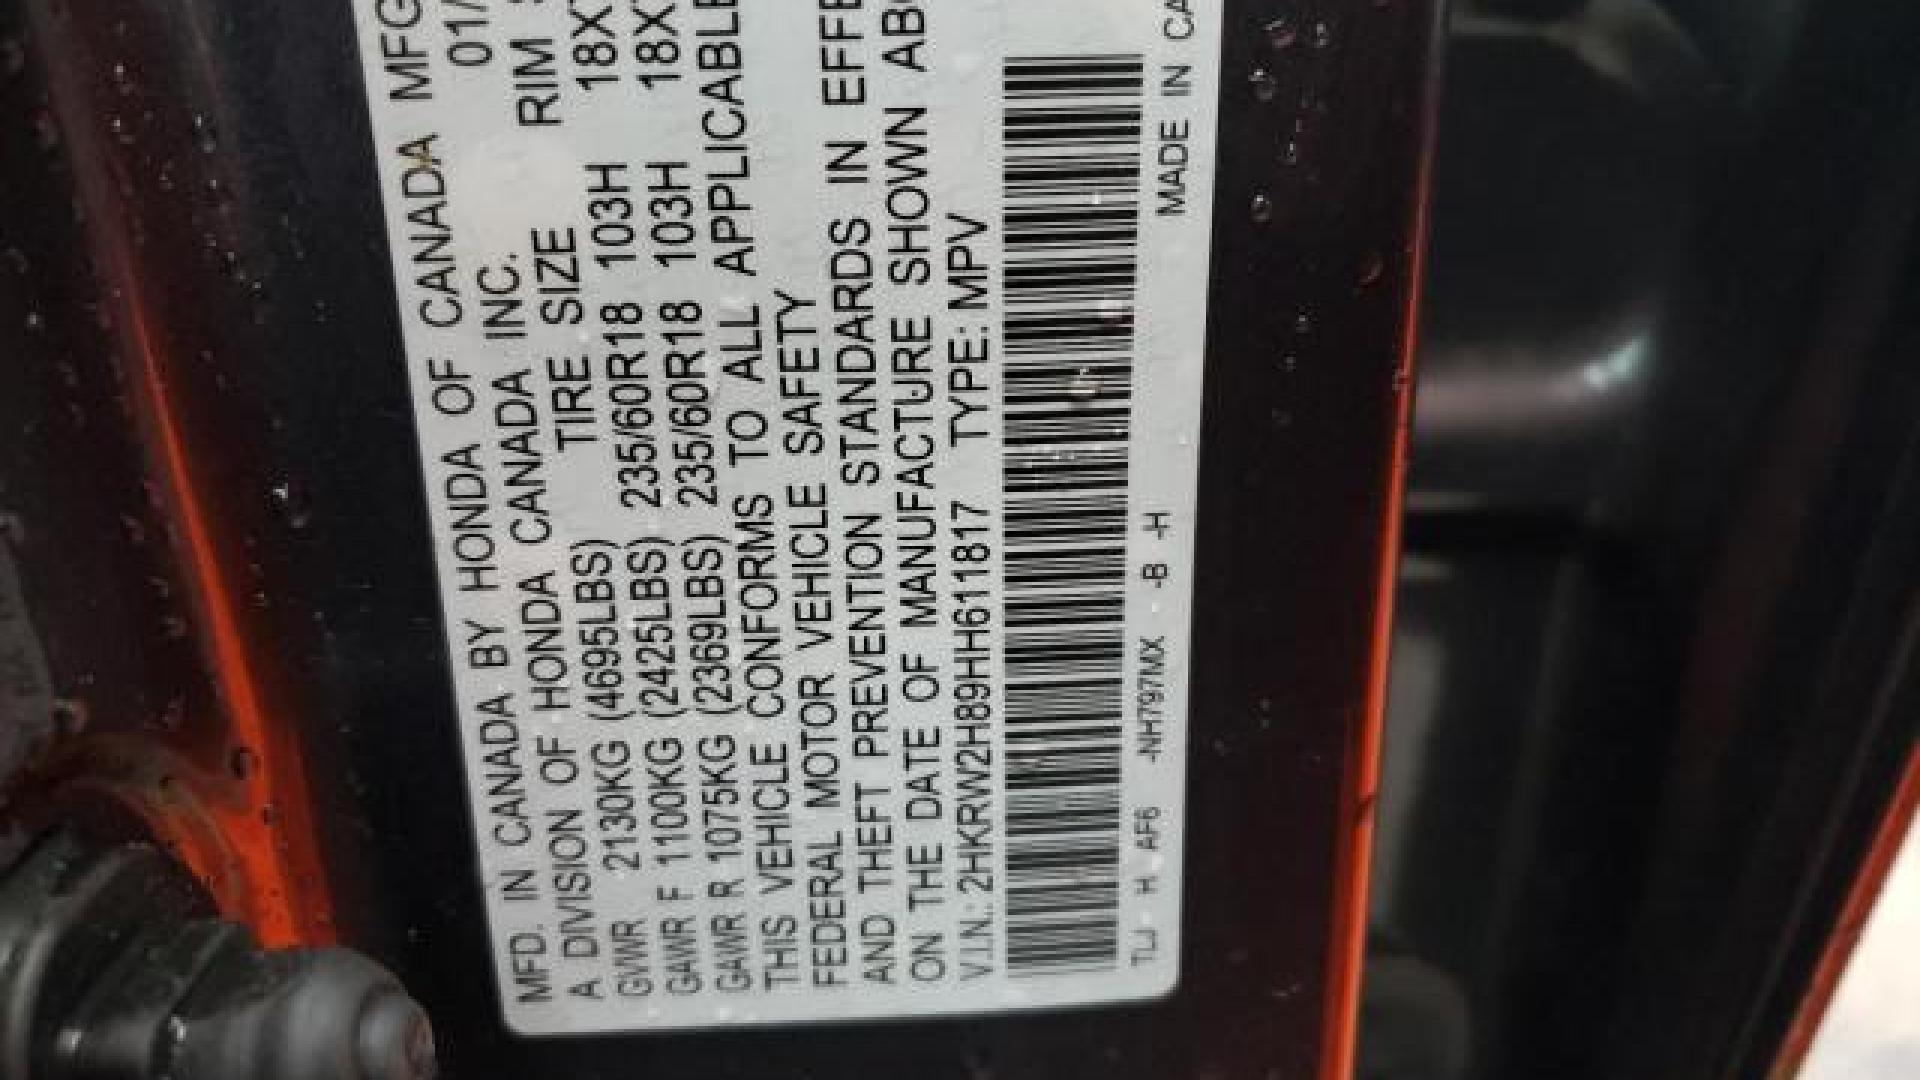 MFD. IN CANADA BY HONDA OF CANADA MFG
A DIVISION OF HONDA CANADA INC. 01/
TIRE SIZE RIM
GVWR 2130KG (4695LBS)
GAWR F 1100KG (2425LBS) 235/60R18 103H 18X
GAWR R 1075KG (2369LBS) 235/60R18 103H 18X
THIS VEHICLE CONFORMS TO ALL APPLICABLE
FEDERAL MOTOR VEHICLE SAFETY
AND THEFT PREVENTION STANDARDS IN EFFE
ON THE DATE OF MANUFACTURE SHOWN ABO
V.I.N.: 2HKRW2H89HH611817 TYPE: MPV
TLJ- H AF6 -NH797MX -B -H MADE IN CA